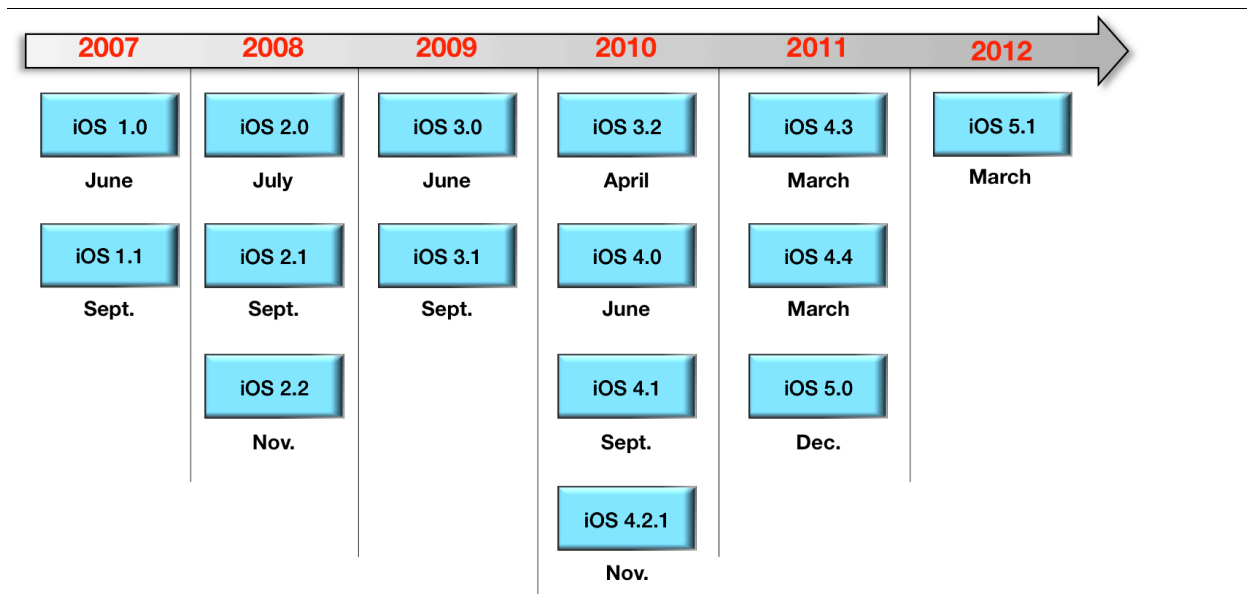 2007 2008 2009 2010 2011 2012
iOS 1.0 iOS 2.0 iOS 3.0 iOS 3.2 iOS 4.3 iOS 5.1
June July June April March March
iOS 1.1 iOS 2.1 iOS 3.1 iOS 4.0 iOS 4.4
Sept. Sept. Sept. June March
iOS 2.2 iOS 4.1 iOS 5.0
Nov. Sept. Dec.
iOS 4.2.1
Nov.